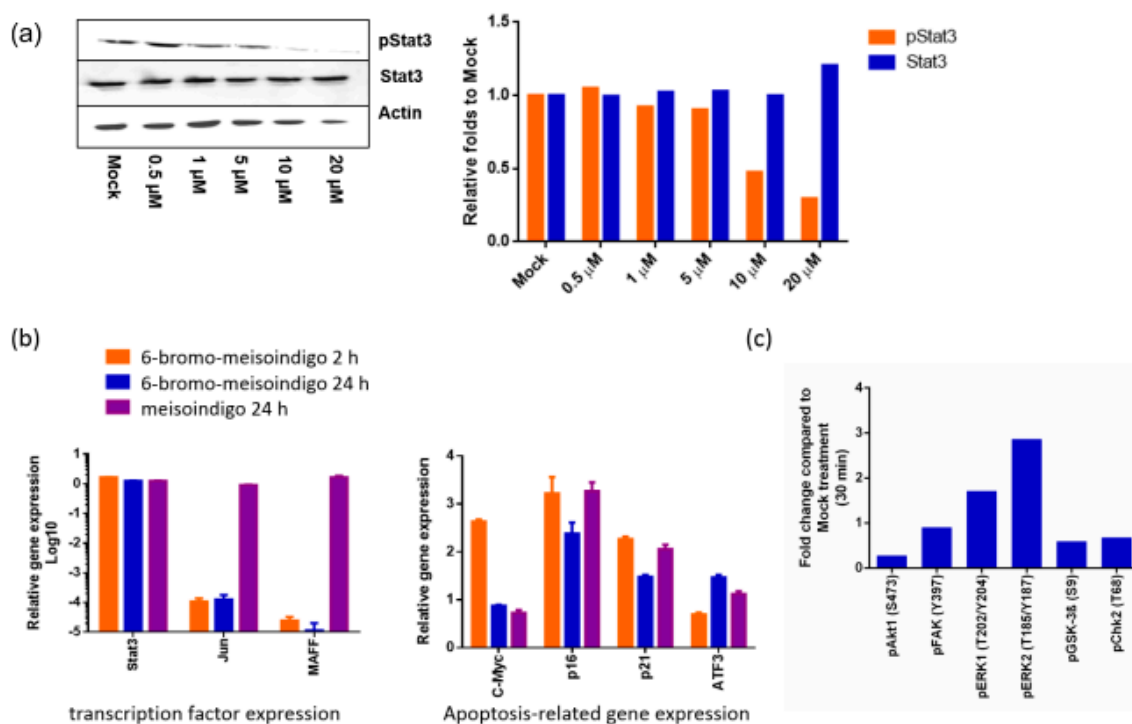 (a)
pStat3
Stat3
Actin
Mock
0.5 µM
1 µM
5 µM
10 µM
20 µM
Relative folds to Mock
1.5
1.0
0.5
0.0
pStat3
Stat3
Mock
0.5 µM
1 µM
5 µM
10 µM
20 µM
(b)
6-bromo-meisoindigo 2 h
6-bromo-meisoindigo 24 h
meisoindigo 24 h
Relative gene expression
Log10
1
0
-1
-2
-3
-4
-5
Stat3
Jun
MAFF
transcription factor expression
Relative gene expression
4
3
2
1
0
C-Myc
p16
p21
ATF3
Apoptosis-related gene expression
(c)
Fold change compared to
Mock treatment
(30 min)
4
3
2
1
0
pAkt1 (S473)
pFAK (Y397)
pERK1 (T202/Y204)
pERK2 (T185/Y187)
pGSK-3ß (S9)
pChk2 (T68)